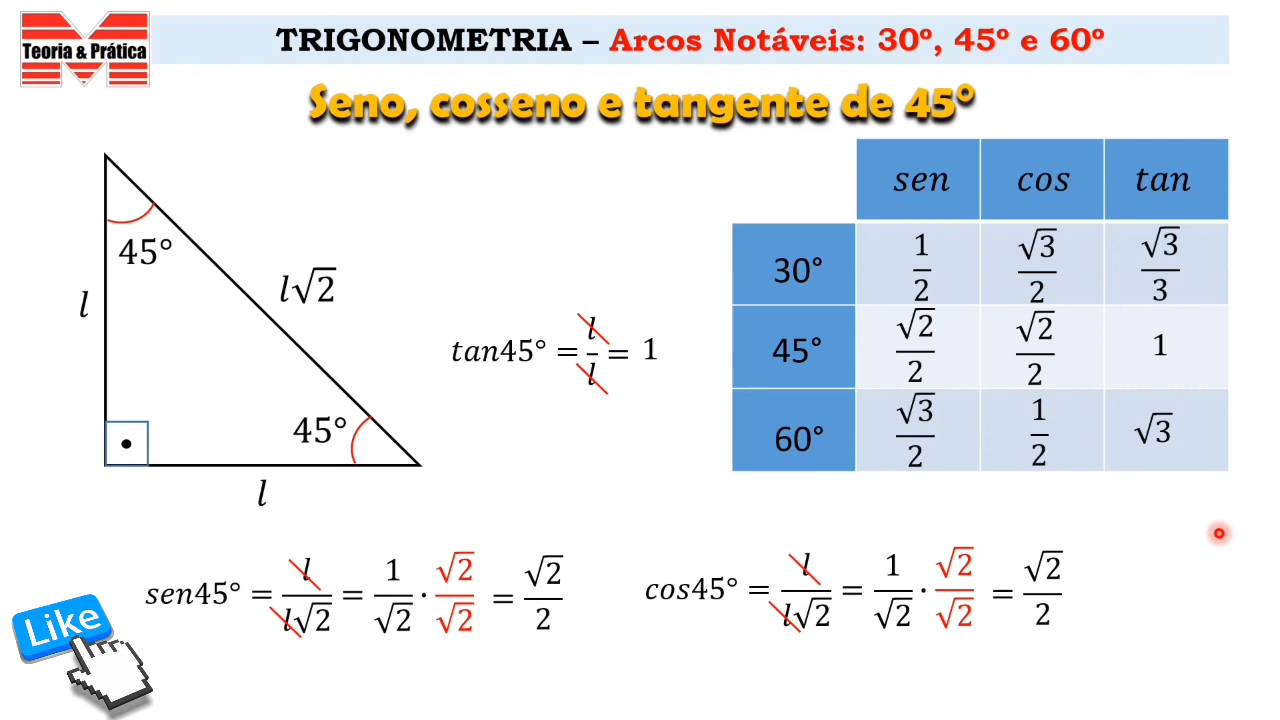 Teoria & Prática
TRIGONOMETRIA – Arcos Notáveis: 30º, 45º e 60º
Seno, cosseno e tangente de 45°
45°
l
l√2
45°
l
tan45° = l/l = 1
sen cos tan
30° 1/2 √3/2 √3/3
45° √2/2 √2/2 1
60° √3/2 1/2 √3
sen45° = l/l√2 = 1/√2 · √2/√2 = √2/2
cos45° = l/l√2 = 1/√2 · √2/√2 = √2/2
Like